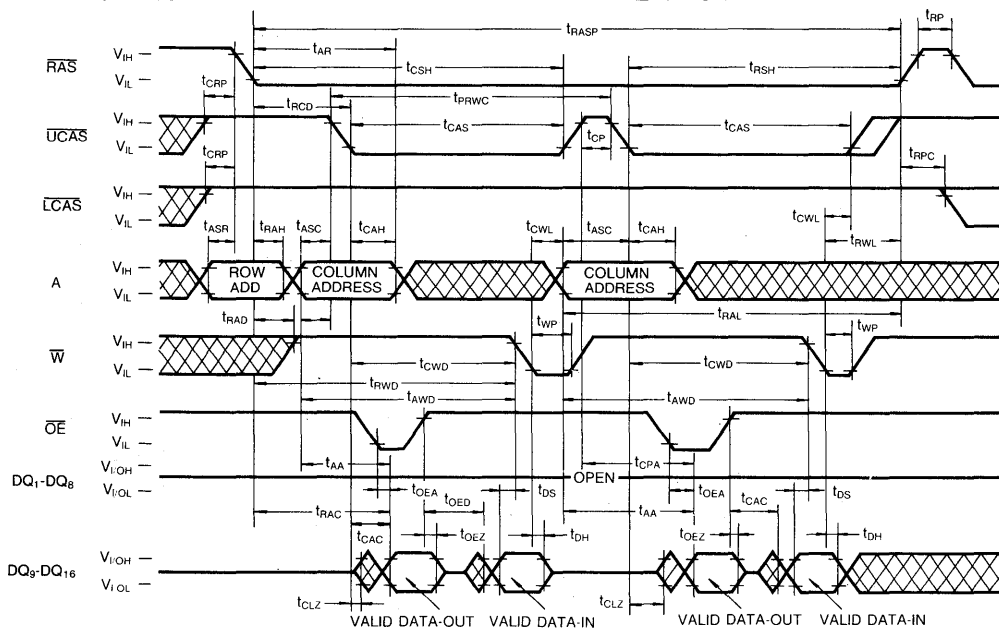 tRASP
tRP
tAR
VIH
RAS
VIL
tCSH
tRSH
tCRP
tRCD
tPRWC
VIH
UCAS
VIL
tCAS
tCP
tCAS
tCRP
tRPC
VIH
LCAS
VIL
tASR
tRAH
tASC
tCAH
tCWL
tASC
tCAH
tCWL
tRWL
VIH
A
VIL
ROW ADD
COLUMN ADDRESS
COLUMN ADDRESS
tRAD
tWP
tRAL
tWP
VIH
W
VIL
tCWD
tCWD
tRWD
tAWD
tAWD
VIH
OE
VIL
VI/OH
DQ1-DQ8
VI/OL
tAA
tCPA
OPEN
tOEA
tOED
tDS
tOEA
tCAC
tDS
tRAC
tAA
tCAC
tOEZ
tDH
tOEZ
tDH
VI/OH
DQ9-DQ16
VI/OL
tCLZ
tCLZ
VALID DATA-OUT
VALID DATA-IN
VALID DATA-OUT
VALID DATA-IN